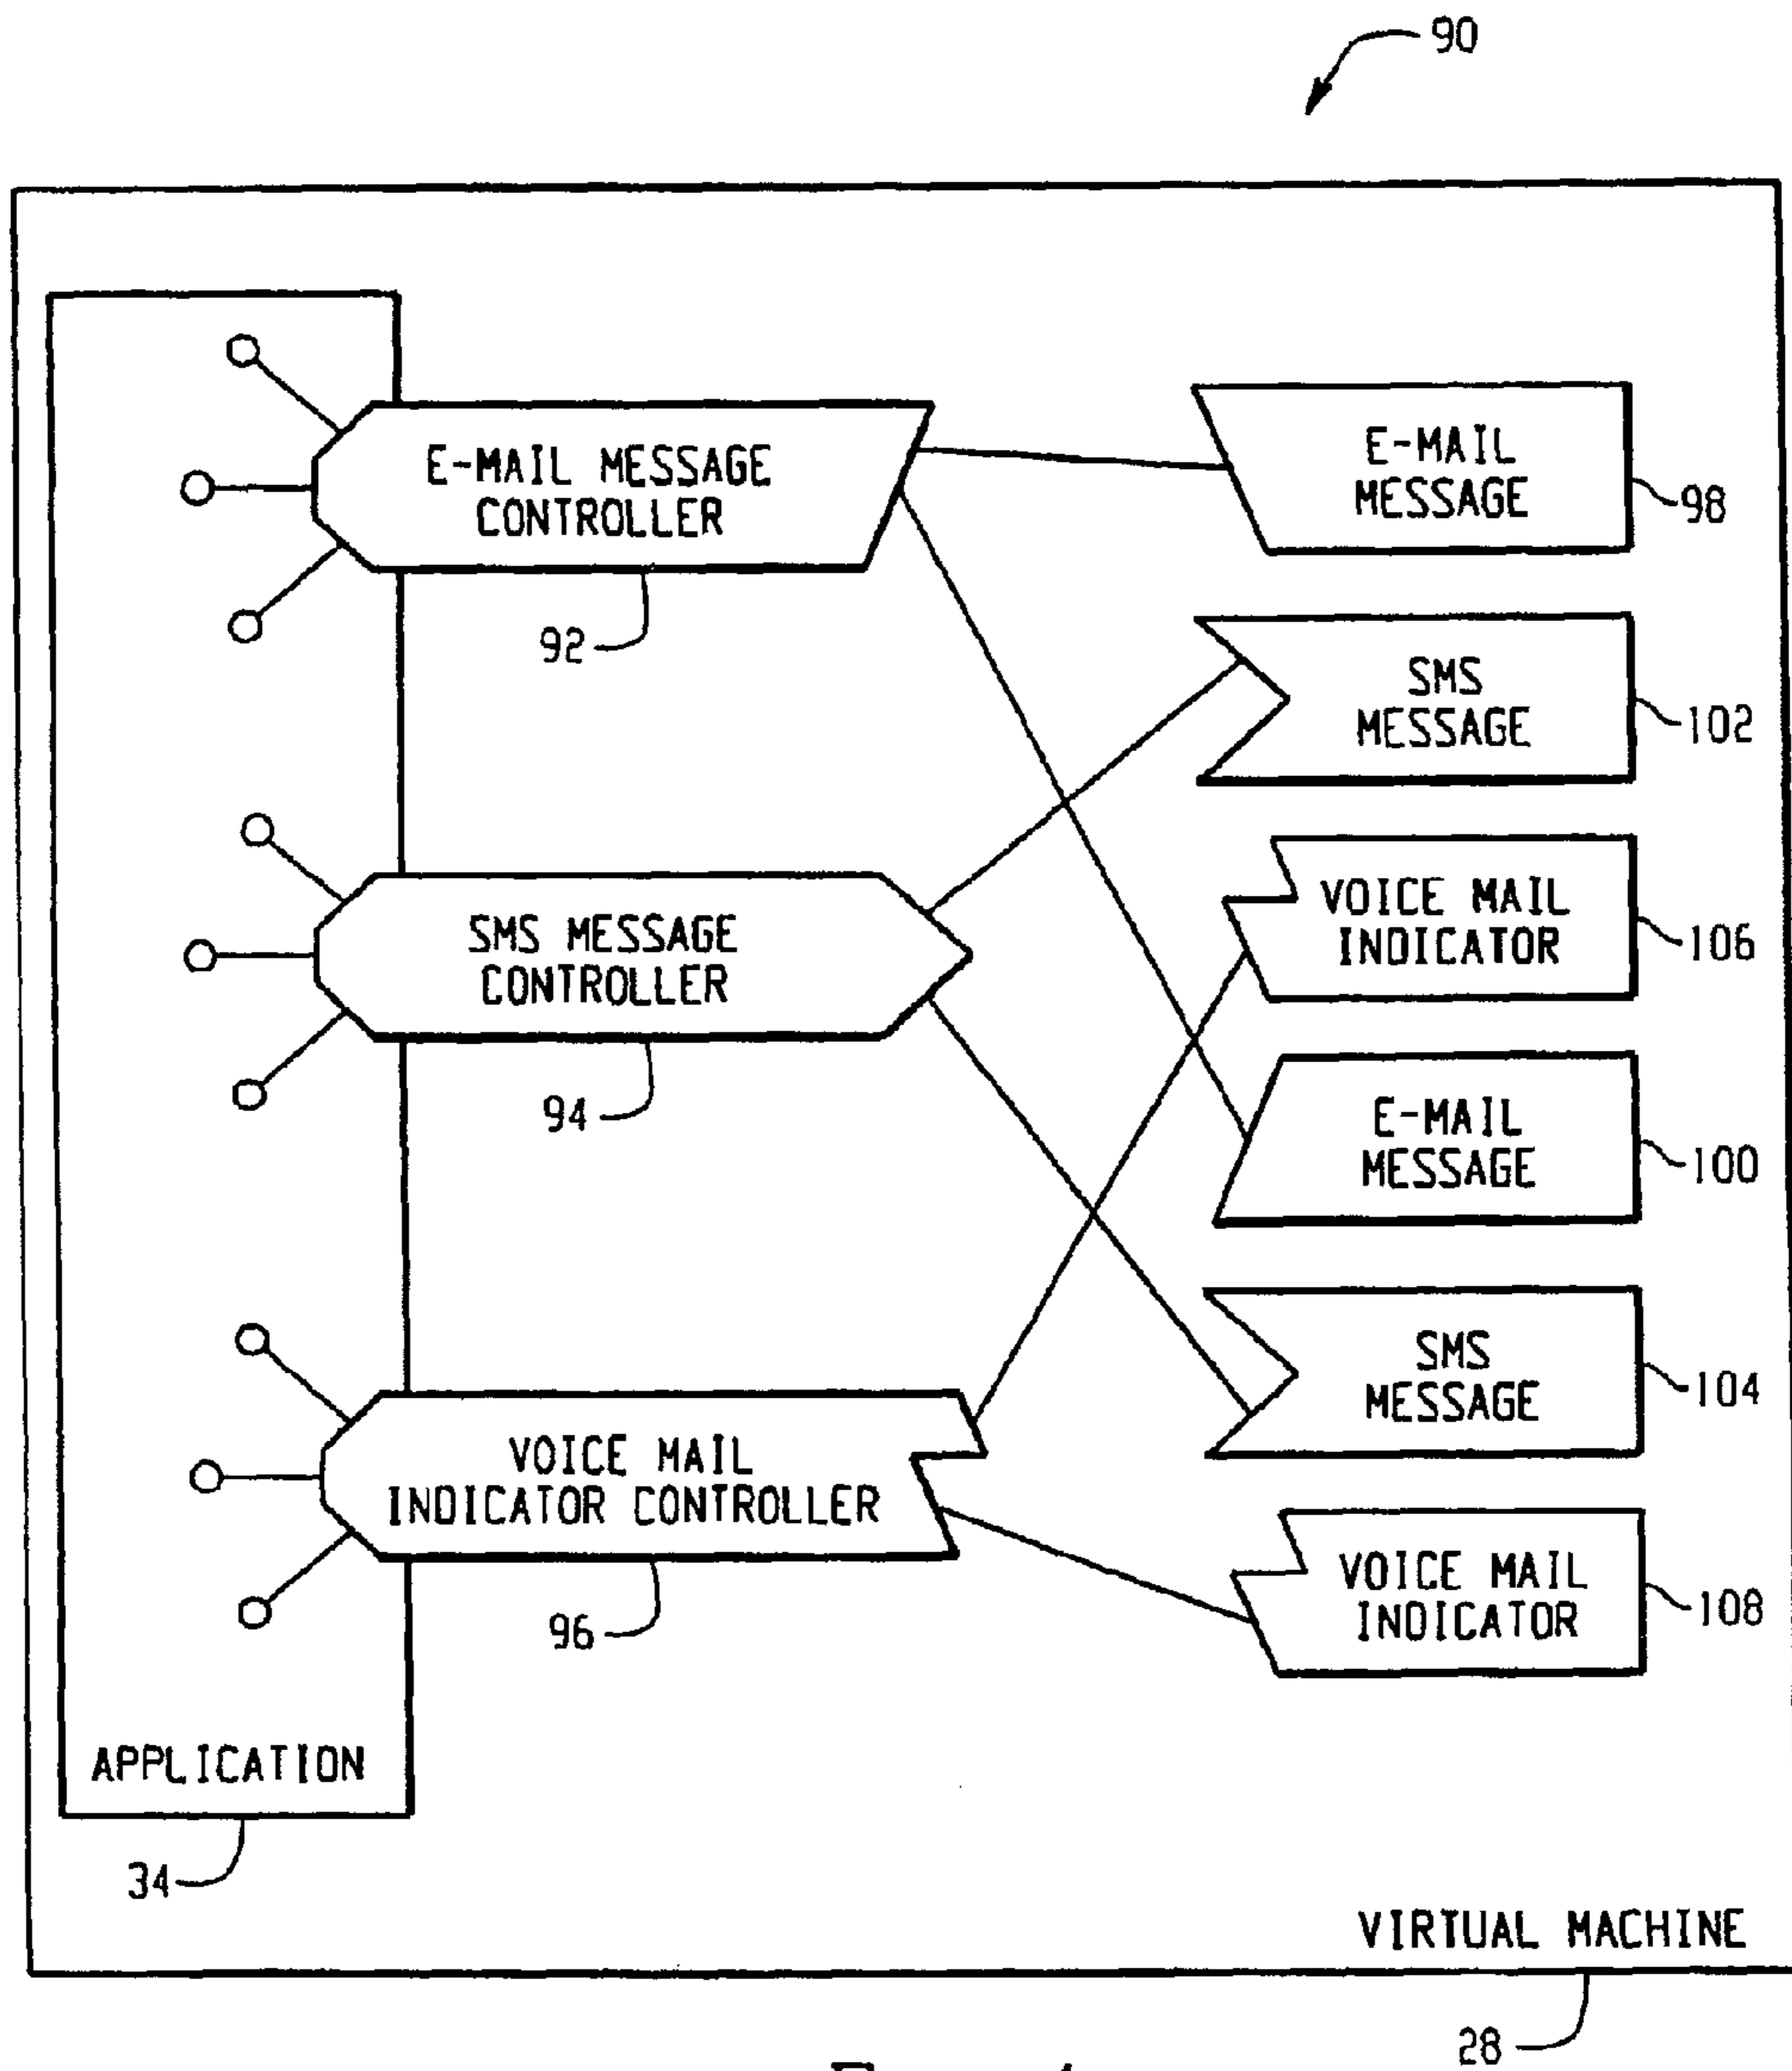 90
E-MAIL MESSAGE
CONTROLLER
92
E-MAIL
MESSAGE
98
SMS
MESSAGE
102
SMS MESSAGE
CONTROLLER
94
VOICE MAIL
INDICATOR
106
E-MAIL
MESSAGE
100
SMS
MESSAGE
104
VOICE MAIL
INDICATOR CONTROLLER
96
VOICE MAIL
INDICATOR
108
APPLICATION
34
VIRTUAL MACHINE
28